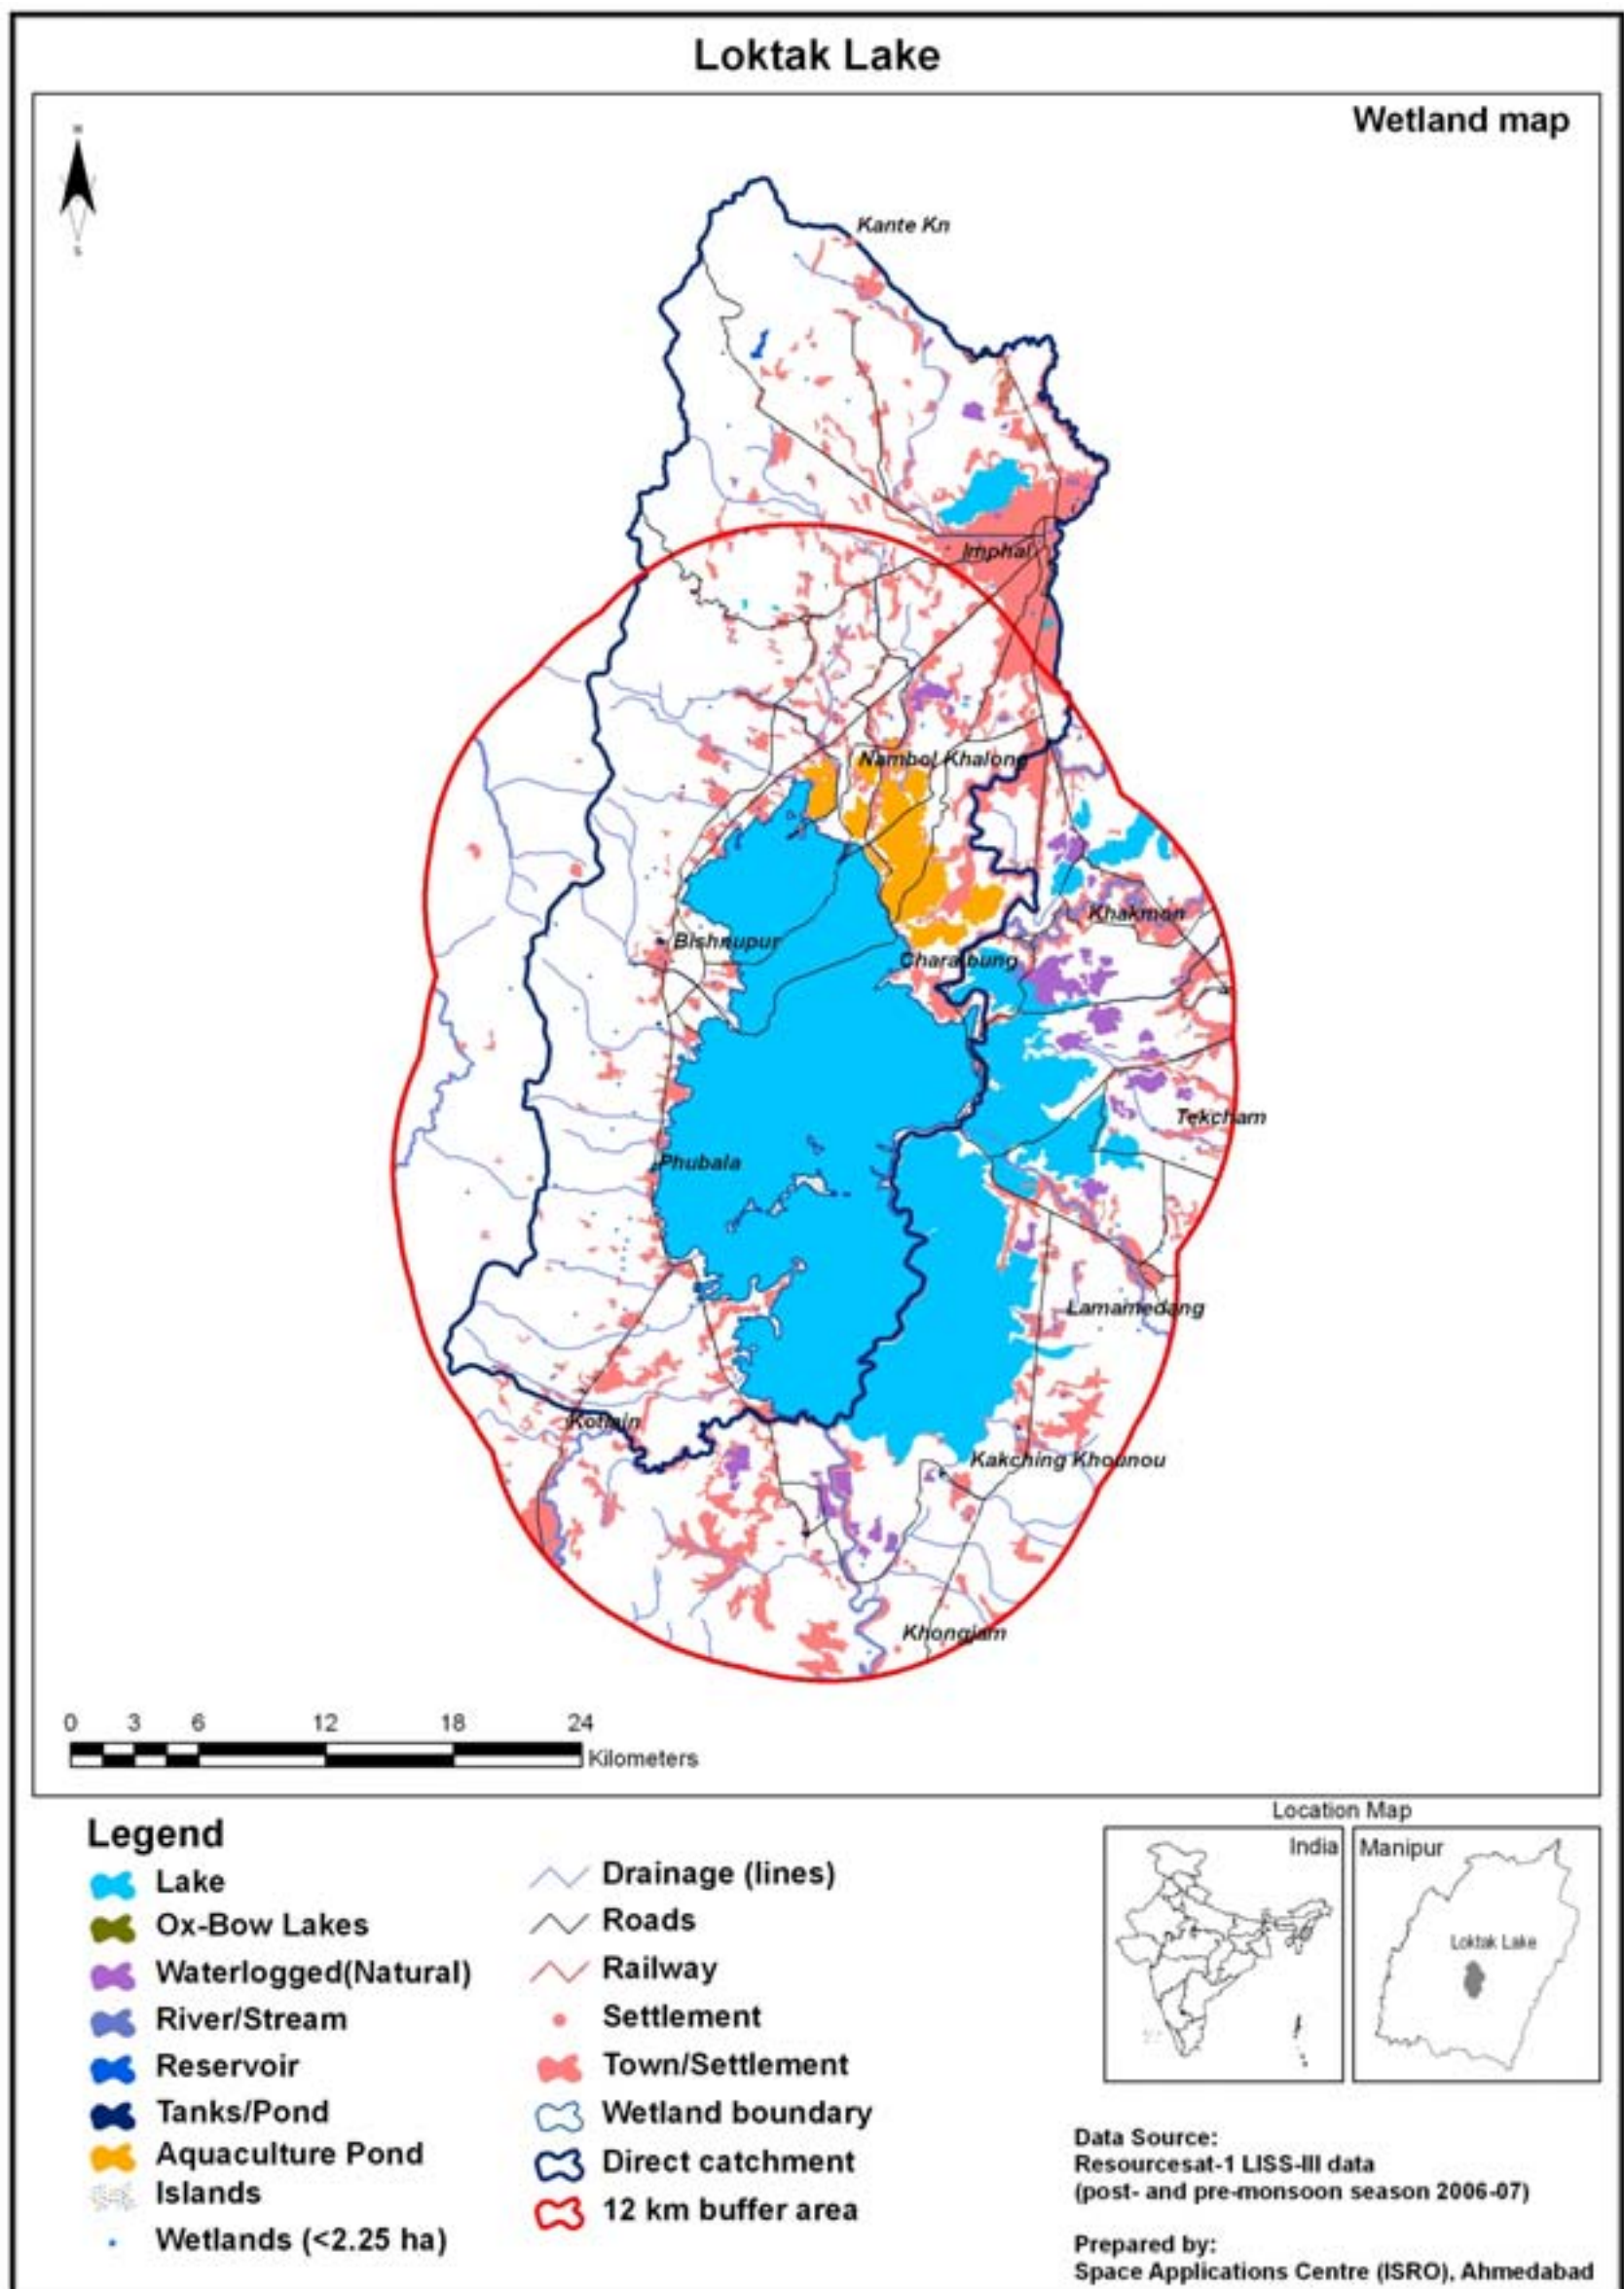 Loktak Lake
Wetland map
N
S
Kante Kn
Imphal
Nambol Khalong
Khakmon
Bishnupur
Charaibung
Tekcham
Phubala
Lamamedang
Kakching Khounou
Khongjam
0 3 6 12 18 24
Kilometers
Location Map
India
Manipur
Loktak Lake
Legend
Lake
Ox-Bow Lakes
Waterlogged(Natural)
River/Stream
Reservoir
Tanks/Pond
Aquaculture Pond
Islands
Wetlands (<2.25 ha)
Drainage (lines)
Roads
Railway
Settlement
Town/Settlement
Wetland boundary
Direct catchment
12 km buffer area
Data Source:
Resourcesat-1 LISS-III data
(post- and pre-monsoon season 2006-07)
Prepared by:
Space Applications Centre (ISRO), Ahmedabad